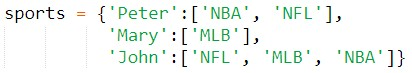 sports = {'Peter':['NBA', 'NFL'],
'Mary':['MLB'],
'John':['NFL', 'MLB', 'NBA']}